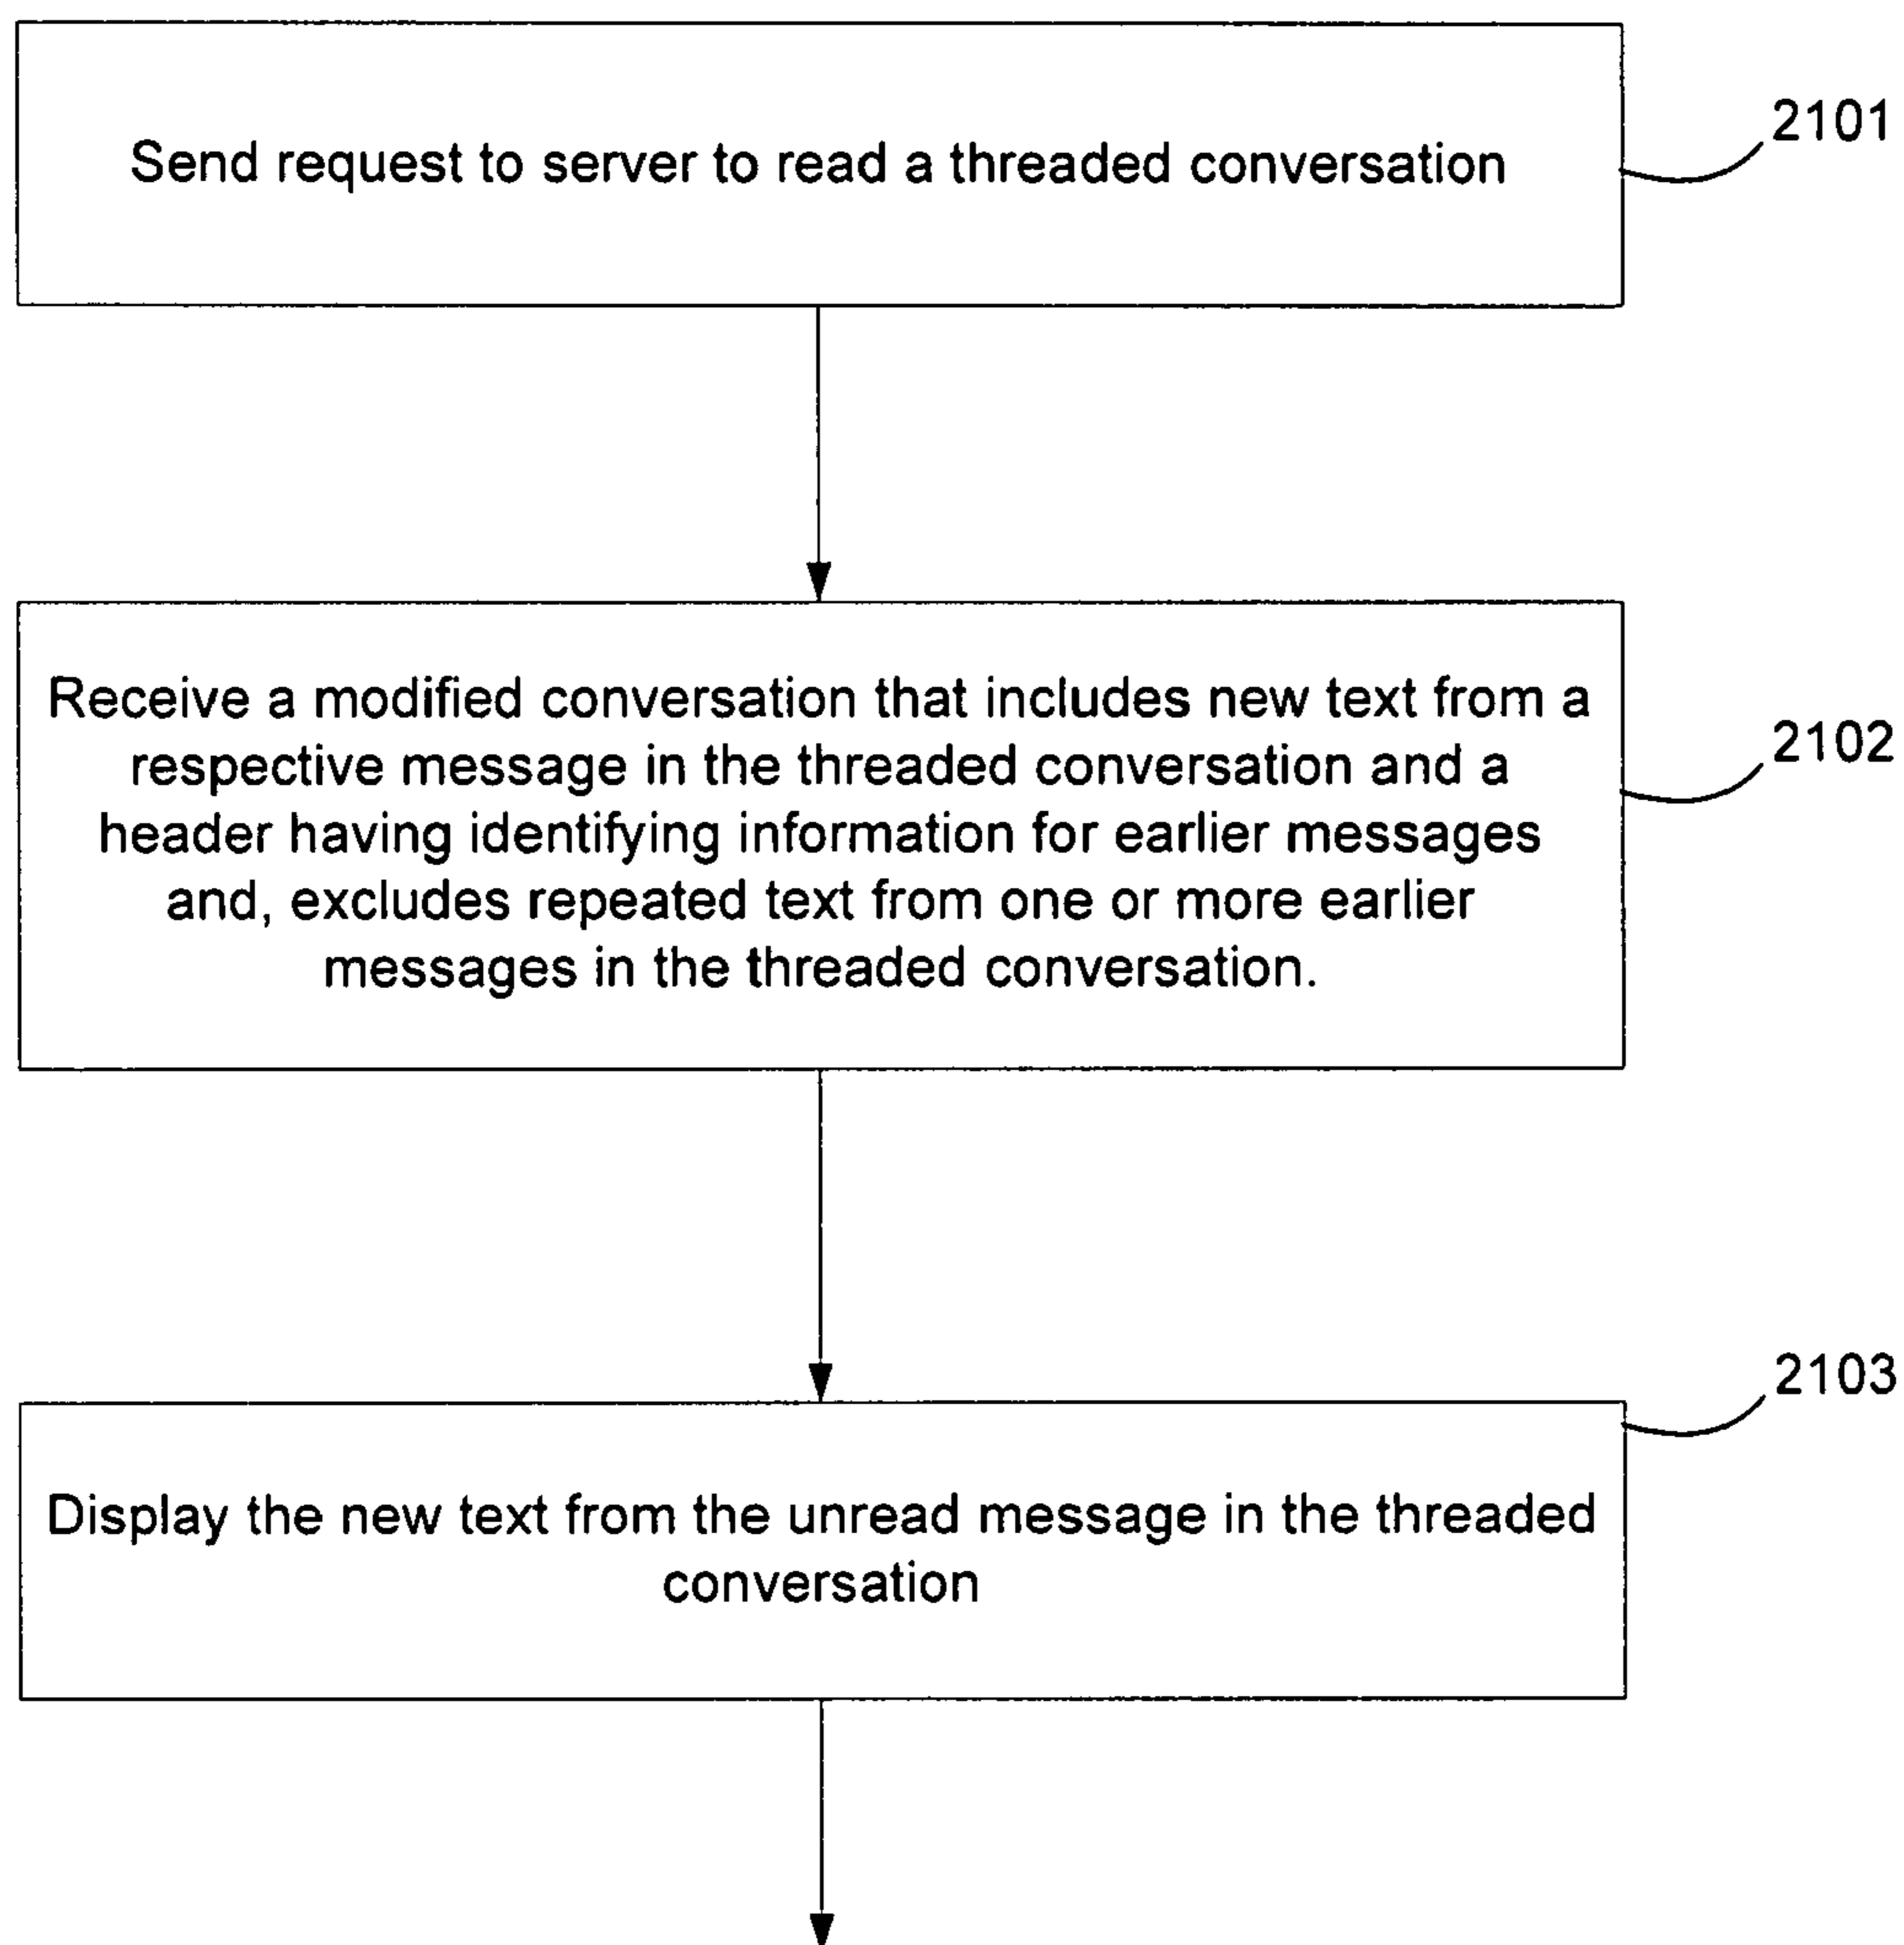 Send request to server to read a threaded conversation
2101
Receive a modified conversation that includes new text from a
respective message in the threaded conversation and a
header having identifying information for earlier messages
and, excludes repeated text from one or more earlier
messages in the threaded conversation.
2102
Display the new text from the unread message in the threaded
conversation
2103